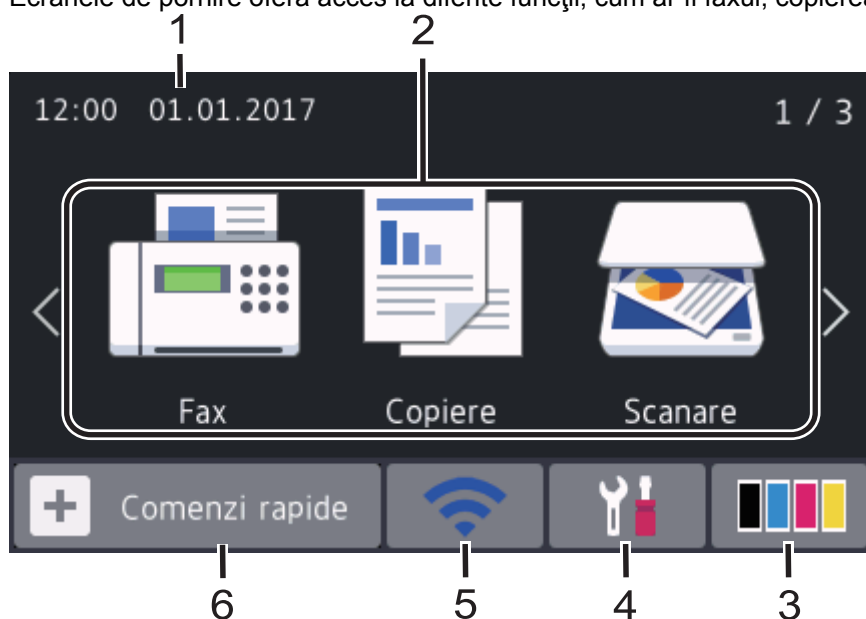 Ecranele de pornire oferă acces la diferite funcţii, cum ar fi faxul, copierea
1 2
12:00 01.01.2017 1 / 3
Fax Copiere Scanare
Comenzi rapide
6 5 4 3